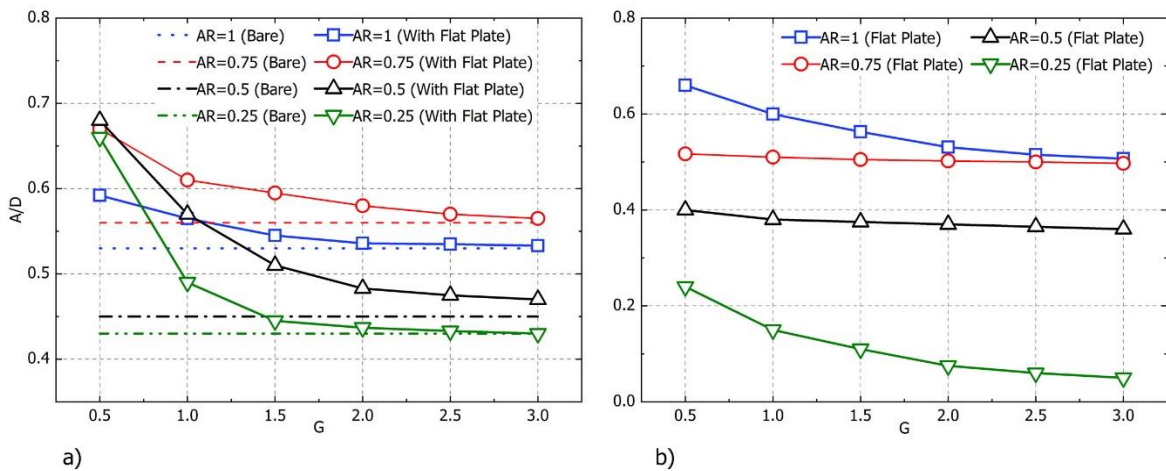 0.8
AR=1 (Bare) AR=1 (With Flat Plate)
AR=0.75 (Bare) AR=0.75 (With Flat Plate)
AR=0.5 (Bare) AR=0.5 (With Flat Plate)
AR=0.25 (Bare) AR=0.25 (With Flat Plate)
0.7
0.6
A/D
0.5
0.4
0.5 1.0 1.5 2.0 2.5 3.0
G
a)
0.8
AR=1 (Flat Plate) AR=0.5 (Flat Plate)
AR=0.75 (Flat Plate) AR=0.25 (Flat Plate)
0.6
0.4
0.2
0.0
0.5 1.0 1.5 2.0 2.5 3.0
G
b)